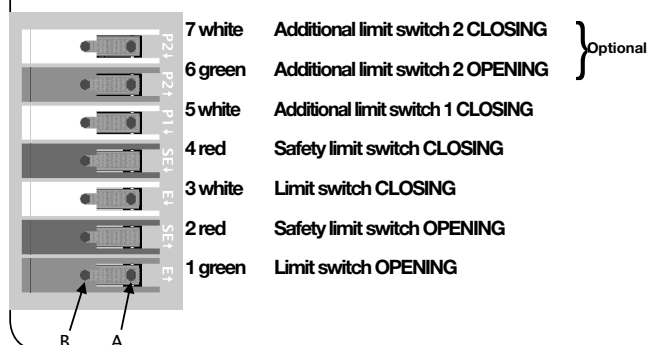 7 white Additional limit switch 2 CLOSING
6 green Additional limit switch 2 OPENING
Optional
5 white Additional limit switch 1 CLOSING
4 red Safety limit switch CLOSING
3 white Limit switch CLOSING
2 red Safety limit switch OPENING
1 green Limit switch OPENING
P2↓
P2↑
P1↓
SE↓
E↓
SE↑
E↑
B A